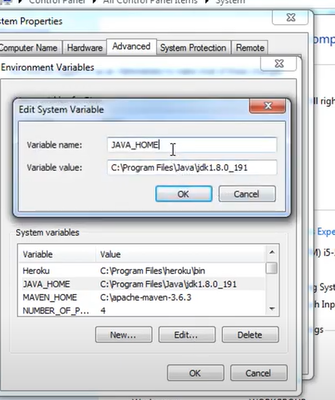 Control Panel
All Control Panel Items
System
System Properties
Computer Name Hardware Advanced System Protection Remote
Environment Variables
Edit System Variable
Variable name: JAVA_HOME
Variable value: C:\Program Files\Java\jdk1.8.0_191
OK Cancel
System variables
Variable Value
Heroku C:\Program Files\heroku\bin
JAVA_HOME C:\Program Files\Java\jdk1.8.0_191
MAVEN_HOME C:\apache-maven-3.6.3
NUMBER_OF_P... 4
New... Edit... Delete
OK Cancel